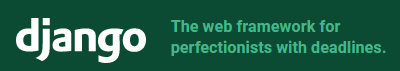 django
The web framework for
perfectionists with deadlines.